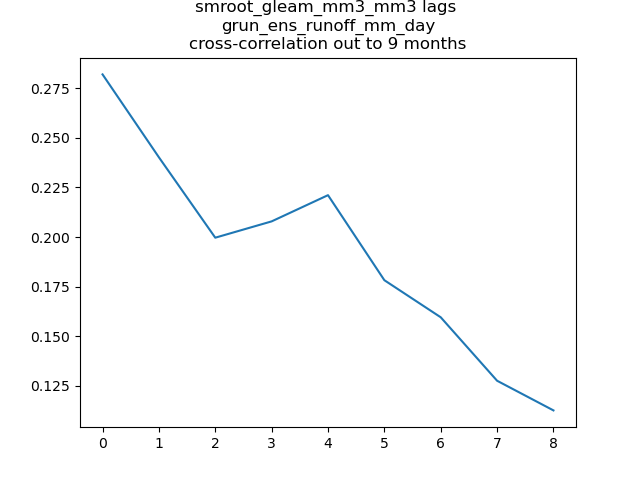 smroot_gleam_mm3_mm3 lags
grun_ens_runoff_mm_day
cross-correlation out to 9 months
0.275
0.250
0.225
0.200
0.175
0.150
0.125
0 1 2 3 4 5 6 7 8